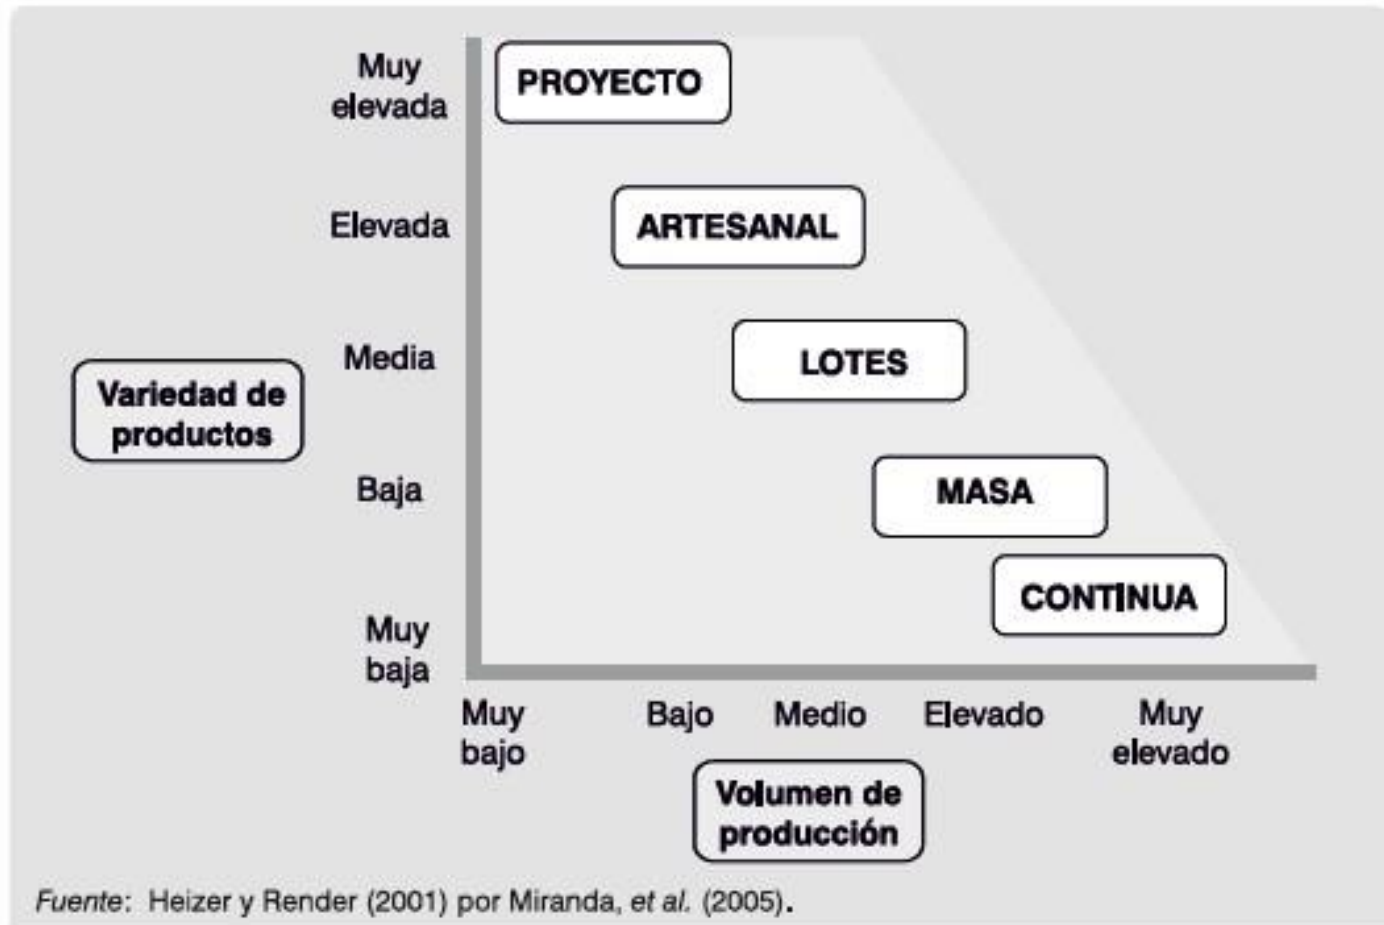 Muy
elevada
PROYECTO
Elevada
ARTESANAL
Media
LOTES
Variedad de
productos
Baja
MASA
CONTINUA
Muy
baja
Muy
bajo
Bajo
Medio
Elevado
Muy
elevado
Volumen de
producción
Fuente: Heizer y Render (2001) por Miranda, et al. (2005).